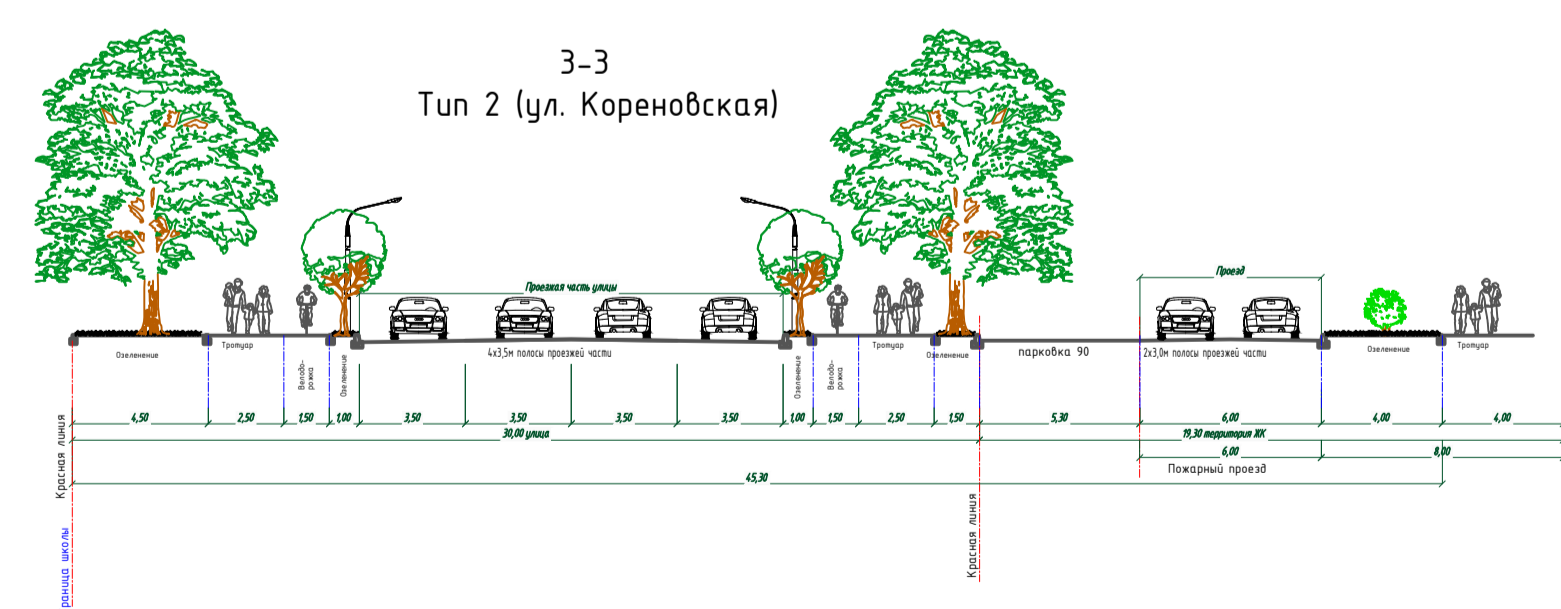 3-3
Тип 2 (ул. Кореновская)
Проезд
Проезжая часть улицы
Озеленение
Тротуар
Велодо-
рожка
Озеленение
4х3,5м полосы проезжей части
Озеленение
Велодо-
рожка
Тротуар
Озеленение
парковка 90
2х3,0м полосы проезжей части
Озеленение
Тротуар
4,50
2,50
1,50
1,00
3,50
3,50
3,50
3,50
1,00
1,50
2,50
1,50
5,30
6,00
4,00
4,00
30,00 улица
19,30 территория ЖК
6,00
8,00
Пожарный проезд
45,30
Красная линия
Красная линия
раница школы